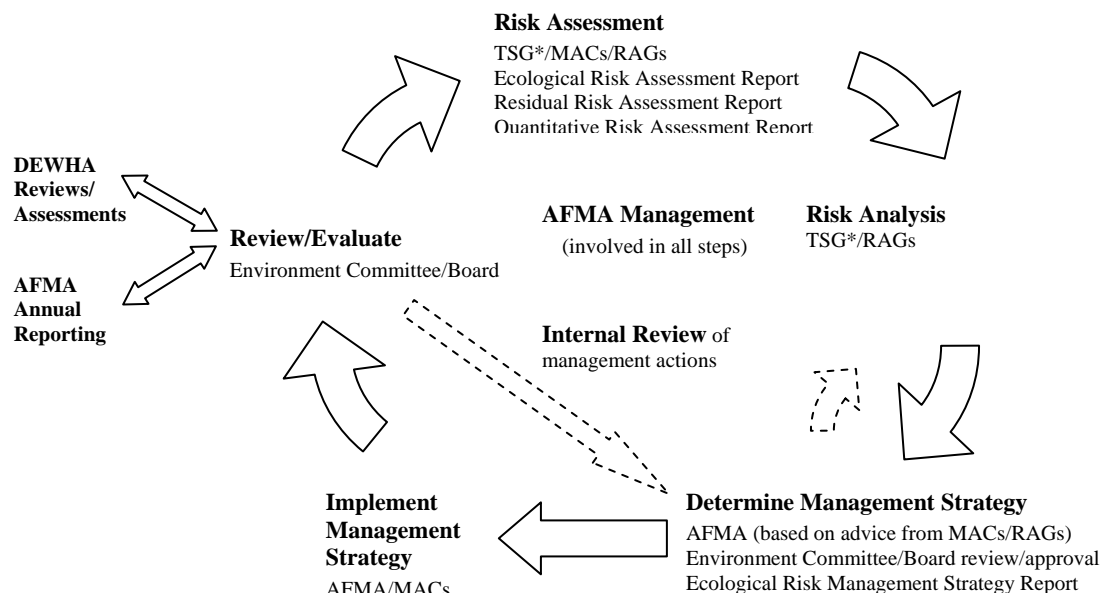 Risk Assessment
TSG*/MACs/RAGs
Ecological Risk Assessment Report
Residual Risk Assessment Report
Quantitative Risk Assessment Report
DEWHA
Reviews/
Assessments
AFMA
Annual
Reporting
Review/Evaluate
Environment Committee/Board
AFMA Management
(involved in all steps)
Risk Analysis
TSG*/RAGs
Internal Review of
management actions
Implement
Management
Strategy
AFMA/MACs
Determine Management Strategy
AFMA (based on advice from MACs/RAGs)
Environment Committee/Board review/approval
Ecological Risk Management Strategy Report